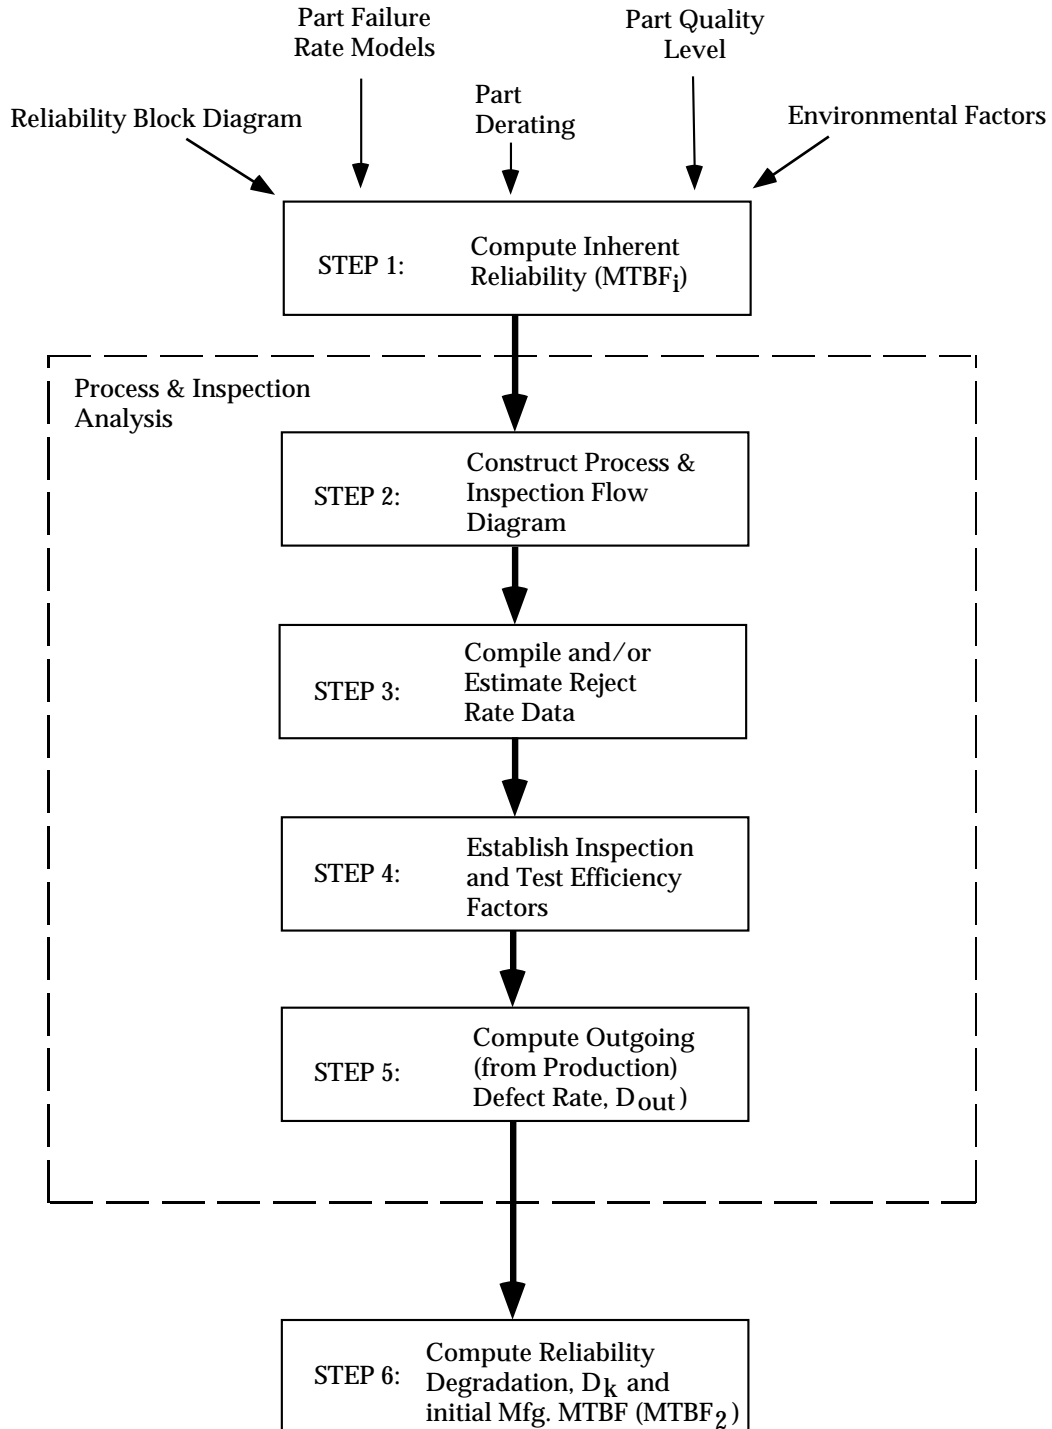 Part Failure
Rate Models
Part Quality
Level
Part
Derating
Reliability Block Diagram
Environmental Factors
STEP 1:
Compute Inherent
Reliability (MTBFi)
Process & Inspection
Analysis
STEP 2:
Construct Process &
Inspection Flow
Diagram
STEP 3:
Compile and/or
Estimate Reject
Rate Data
STEP 4:
Establish Inspection
and Test Efficiency
Factors
STEP 5:
Compute Outgoing
(from Production)
Defect Rate, Dout)
STEP 6:
Compute Reliability
Degradation, Dk and
initial Mfg. MTBF (MTBF2)